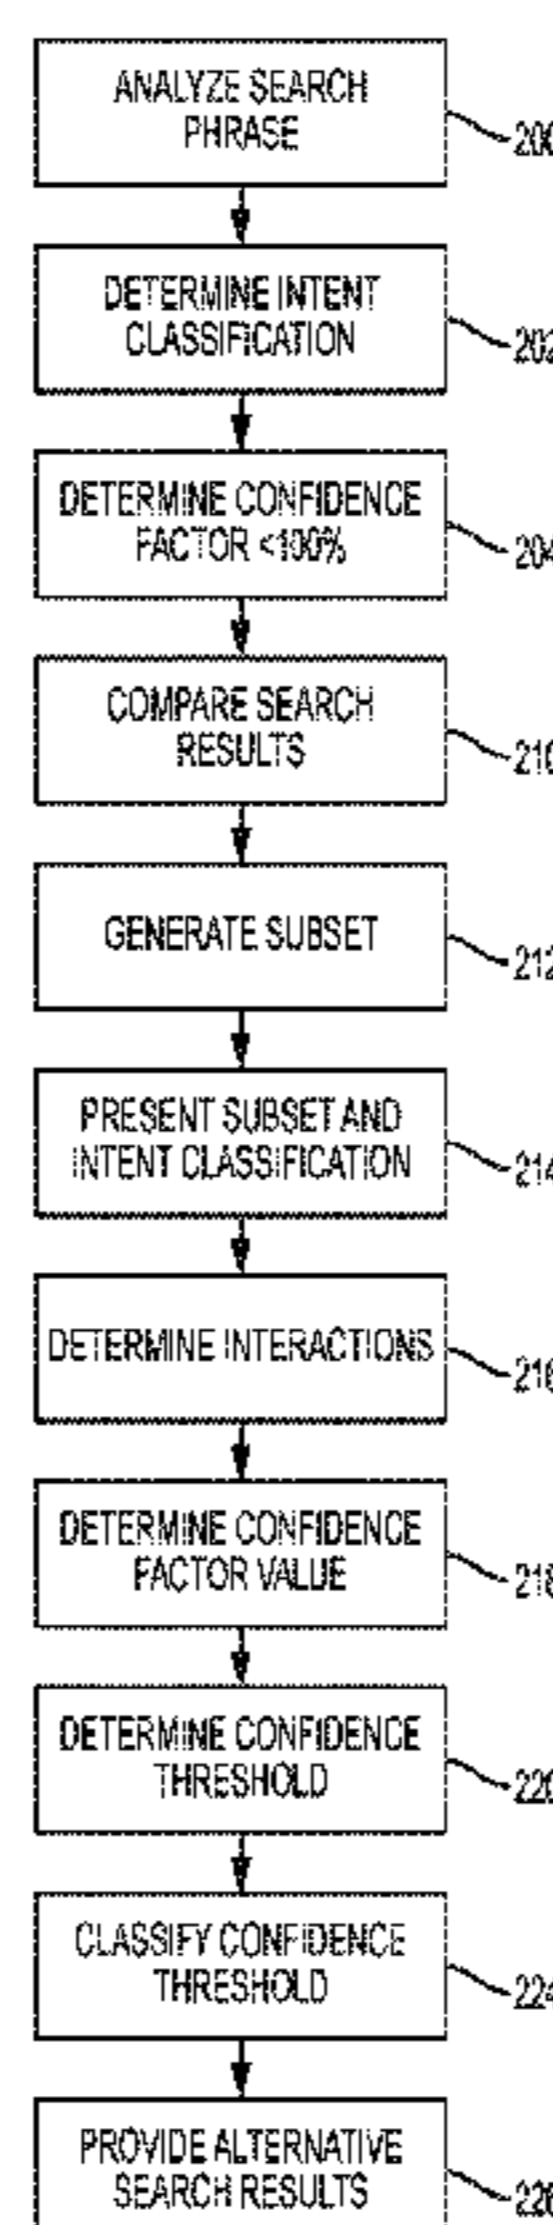 ANALYZE SEARCH
PHRASE
200
DETERMINE INTENT
CLASSIFICATION
202
DETERMINE CONFIDENCE
FACTOR <100%
204
COMPARE SEARCH
RESULTS
210
GENERATE SUBSET
212
PRESENT SUBSET AND
INTENT CLASSIFICATION
214
DETERMINE INTERACTIONS
216
DETERMINE CONFIDENCE
FACTOR VALUE
218
DETERMINE CONFIDENCE
THRESHOLD
220
CLASSIFY CONFIDENCE
THRESHOLD
224
PROVIDE ALTERNATIVE
SEARCH RESULTS
226